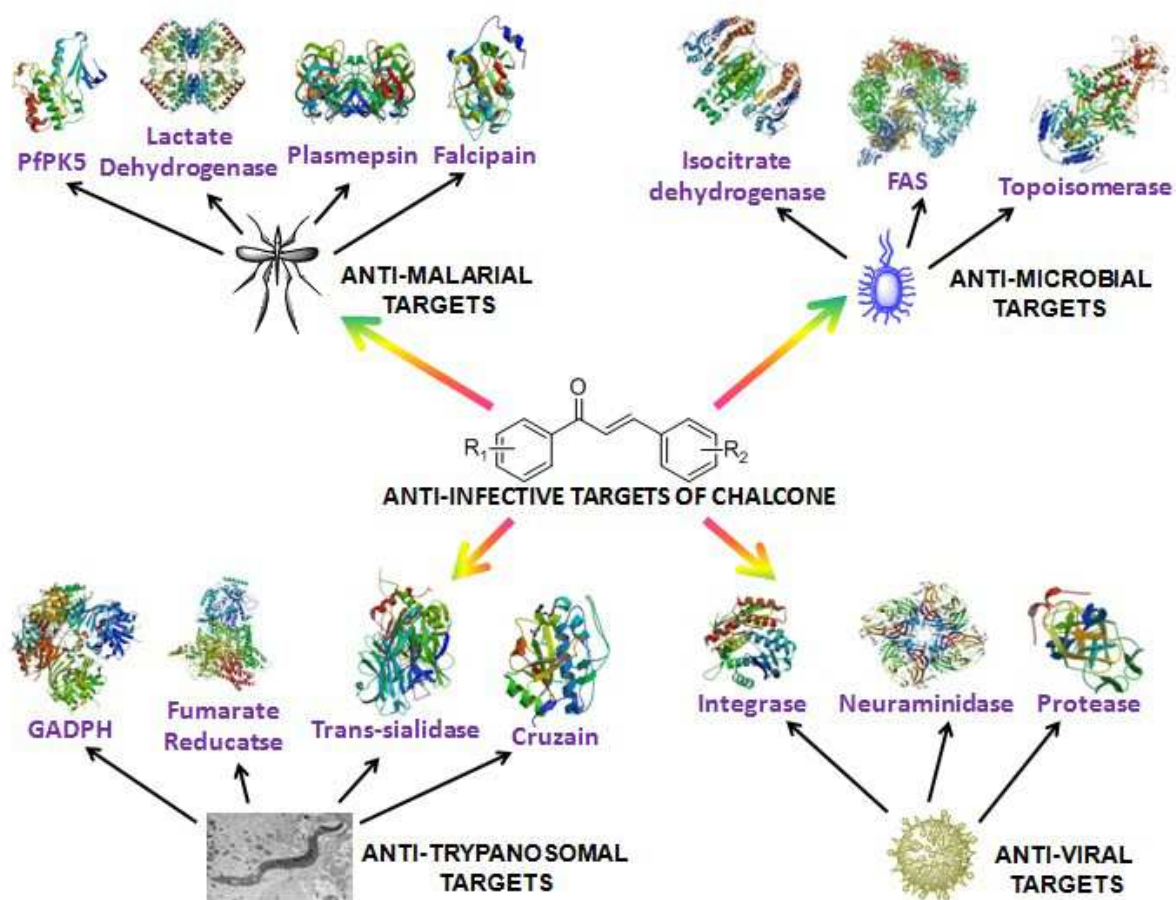 PfPK5
Lactate
Dehydrogenase
Plasmepsin
Falcipain
ANTI-MALARIAL
TARGETS
Isocitrate
dehydrogenase
FAS
Topoisomerase
ANTI-MICROBIAL
TARGETS
O
R1
R2
ANTI-INFECTIVE TARGETS OF CHALCONE
GADPH
Fumarate
Reducatse
Trans-sialidase
Cruzain
ANTI-TRYPANOSOMAL
TARGETS
Integrase
Neuraminidase
Protease
ANTI-VIRAL
TARGETS